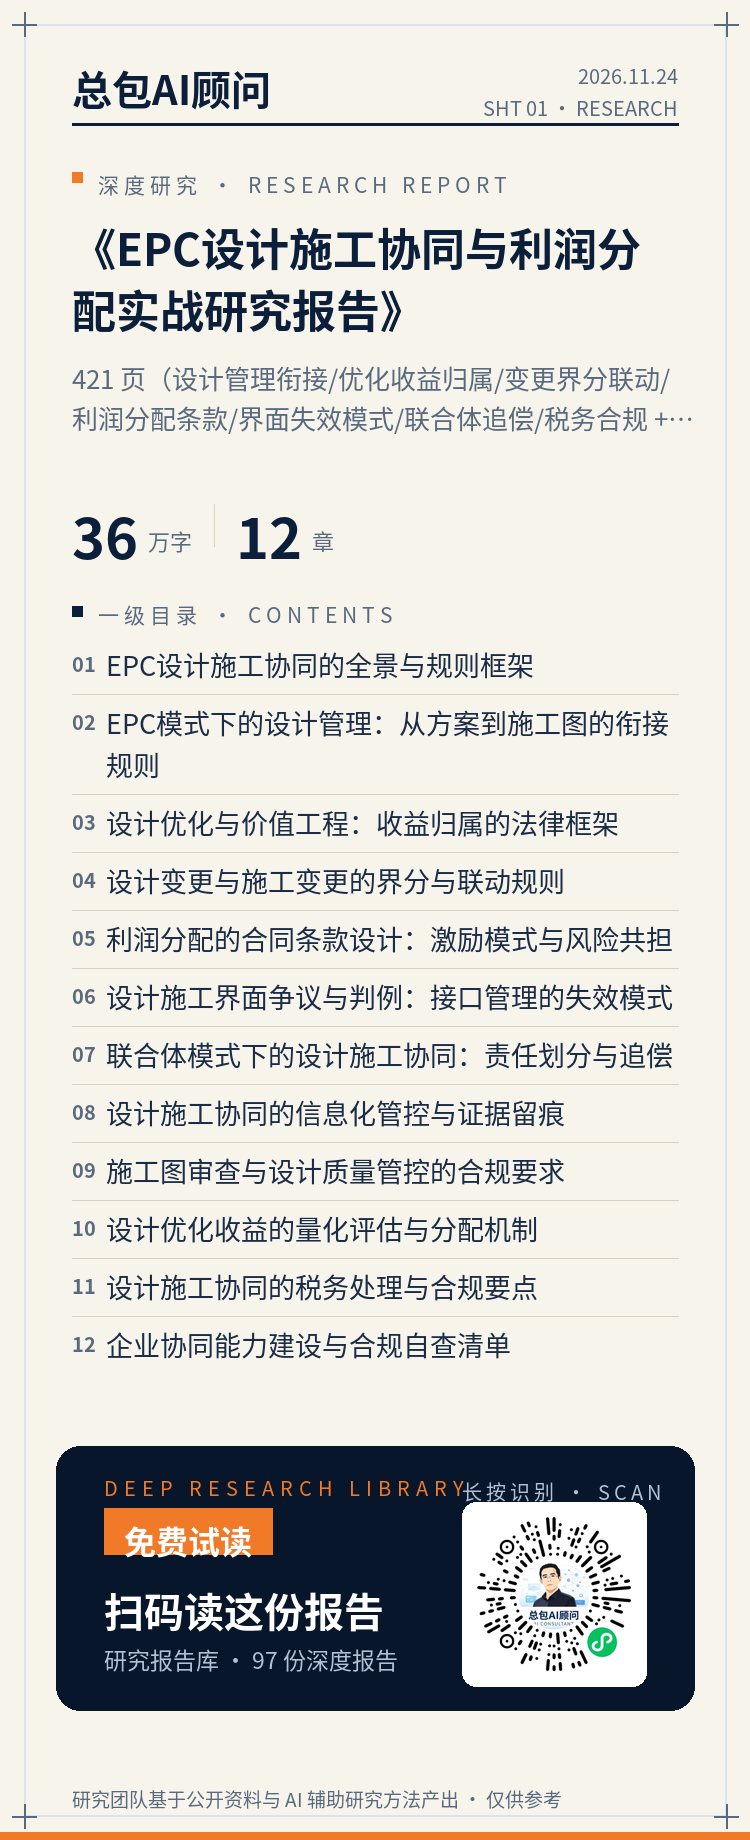 总包AI顾问
2026.11.24
SHT 01 • RESEARCH
深度研究 • RESEARCH REPORT
《EPC设计施工协同与利润分
配实战研究报告》
421 页（设计管理衔接/优化收益归属/变更界分联动/
利润分配条款/界面失效模式/联合体追偿/税务合规 +…
36 万字 12 章
一级目录 • CONTENTS
01 EPC设计施工协同的全景与规则框架
02 EPC模式下的设计管理：从方案到施工图的衔接
规则
03 设计优化与价值工程：收益归属的法律框架
04 设计变更与施工变更的界分与联动规则
05 利润分配的合同条款设计：激励模式与风险共担
06 设计施工界面争议与判例：接口管理的失效模式
07 联合体模式下的设计施工协同：责任划分与追偿
08 设计施工协同的信息化管控与证据留痕
09 施工图审查与设计质量管控的合规要求
10 设计优化收益的量化评估与分配机制
11 设计施工协同的税务处理与合规要点
12 企业协同能力建设与合规自查清单
DEEP RESEARCH LIBRARY
长按识别 • SCAN
免费试读
扫码读这份报告
研究报告库 • 97 份深度报告
总包AI顾问
AI CONSULTANT
研究团队基于公开资料与 AI 辅助研究方法产出 • 仅供参考